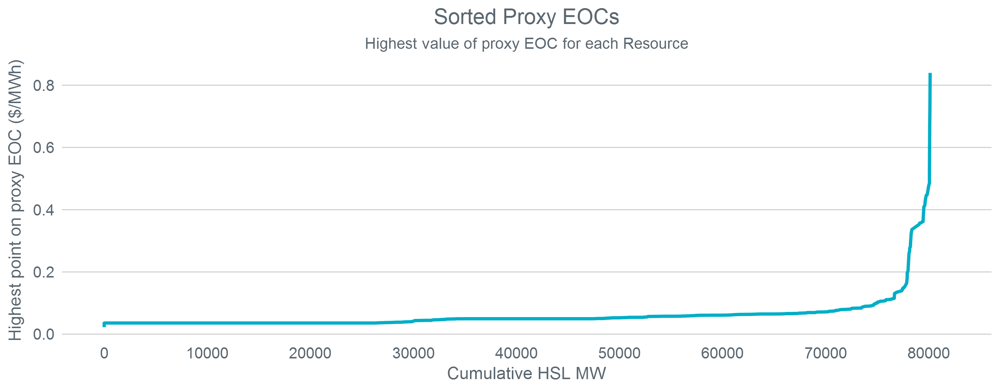 Sorted Proxy EOCs
Highest value of proxy EOC for each Resource
Highest point on proxy EOC ($/MWh)
0.8
0.6
0.4
0.2
0.0
0 10000 20000 30000 40000 50000 60000 70000 80000
Cumulative HSL MW